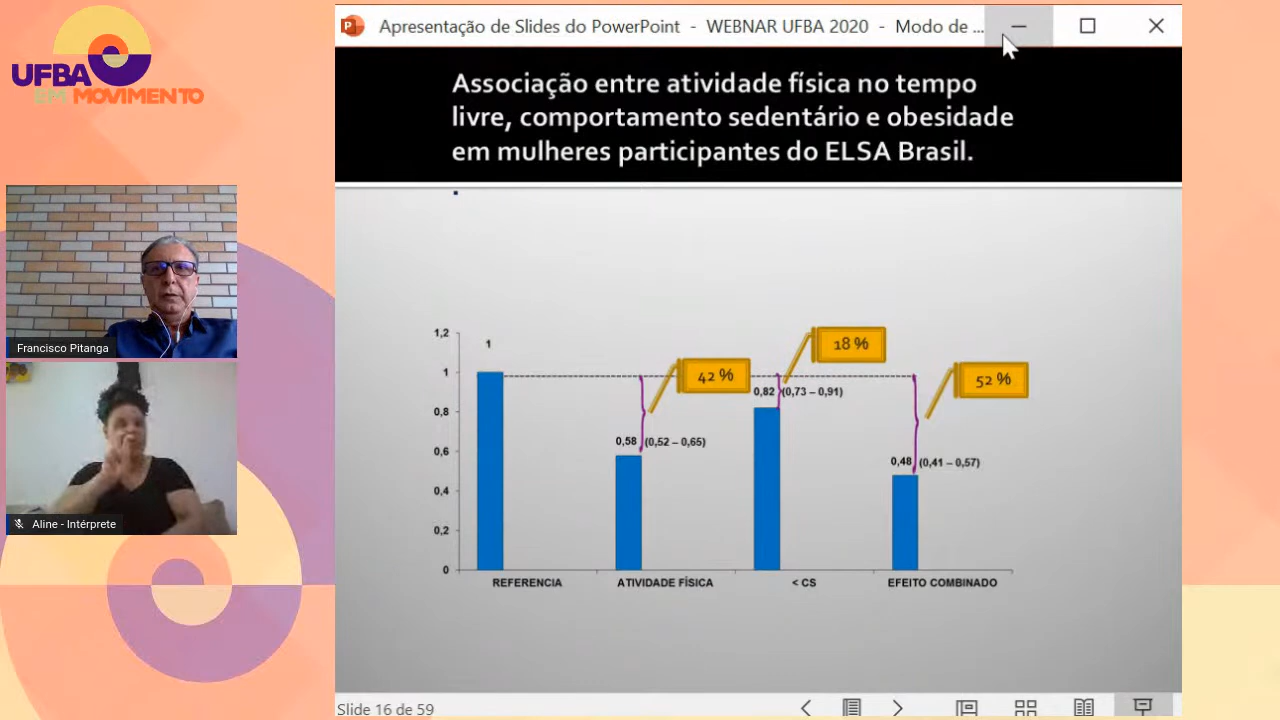 UFBA
EM MOVIMENTO
Apresentação de Slides do PowerPoint - WEBNAR UFBA 2020 - Modo de ...
Associação entre atividade física no tempo
livre, comportamento sedentário e obesidade
em mulheres participantes do ELSA Brasil.
1,2
1
0,8
0,6
0,4
0,2
0
1
42 %
18 %
52 %
0,58 (0,52 – 0,65)
0,82 (0,73 – 0,91)
0,48 (0,41 – 0,57)
REFERENCIA
ATIVIDADE FÍSICA
< CS
EFEITO COMBINADO
Francisco Pitanga
Aline - Intérprete
Slide 16 de 59